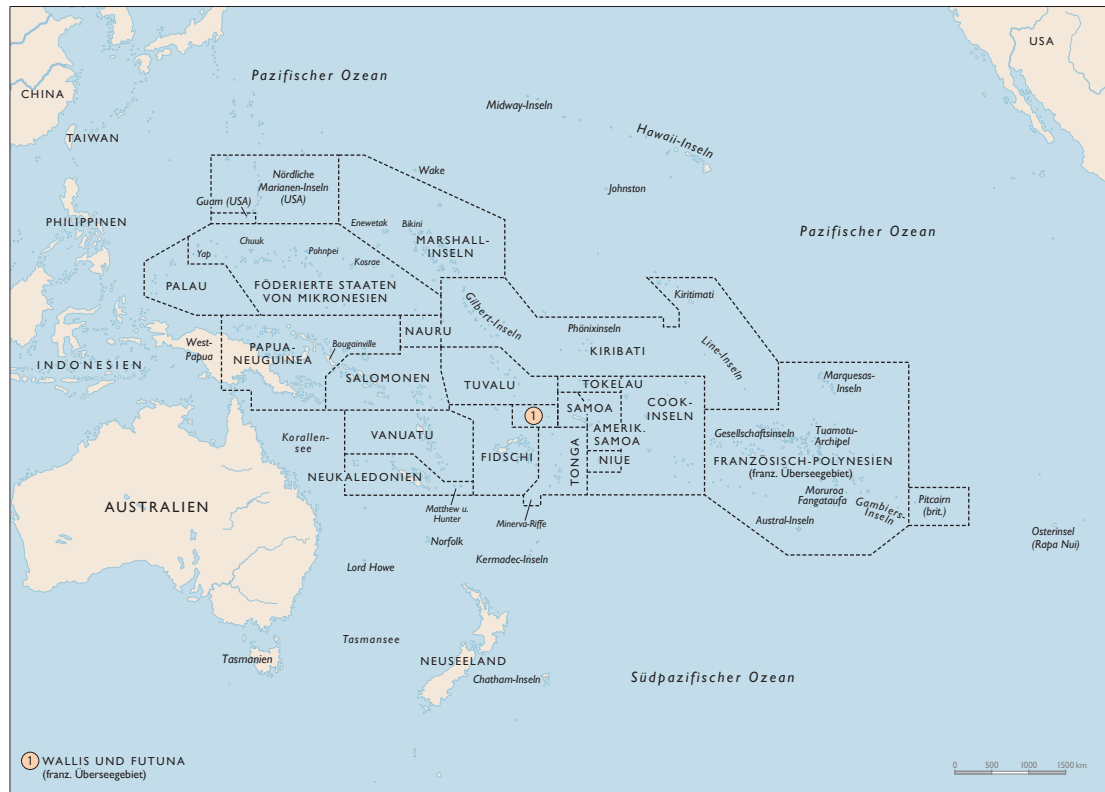 USA
Pazifischer Ozean
CHINA
Midway-Inseln
TAIWAN
Hawaii-Inseln
Nördliche
Marianen-Inseln
(USA)
Wake
Johnston
Guam (USA)
PHILIPPINEN
Enewetak
Bikini
Pazifischer Ozean
Chuuk
MARSHALL-
INSELN
Yap
Pohnpei
Kosrae
PALAU
FÖDERIERTE STAATEN
VON MIKRONESIEN
Kiritimati
Gilbert-Inseln
NAURU
Phönixinseln
West-
Papua
PAPUA-
NEUGUINEA
Bougainville
KIRIBATI
Line-Inseln
INDONESIEN
SALOMONEN
TUVALU
TOKELAU
Marquesas-
Inseln
COOK-
INSELN
1
SAMOA
AMERIK.
SAMOA
Korallen-
see
VANUATU
Gesellschaftsinseln
Tuamotu-
Archipel
FIDSCHI
TONGA
NIUE
FRANZÖSISCH-POLYNESIEN
(franz. Überseegebiet)
NEUKALEDONIEN
Moruroa
Fangataufa
Gambiers-
Inseln
Pitcairn
(brit.)
AUSTRALIEN
Matthew u.
Hunter
Minerva-Riffe
Austral-Inseln
Osterinsel
(Rapa Nui)
Norfolk
Kermadec-Inseln
Lord Howe
Tasmansee
Tasmanien
NEUSEELAND
Chatham-Inseln
Südpazifischer Ozean
1 WALLIS UND FUTUNA
(franz. Überseegebiet)
0 500 1000 1500 km